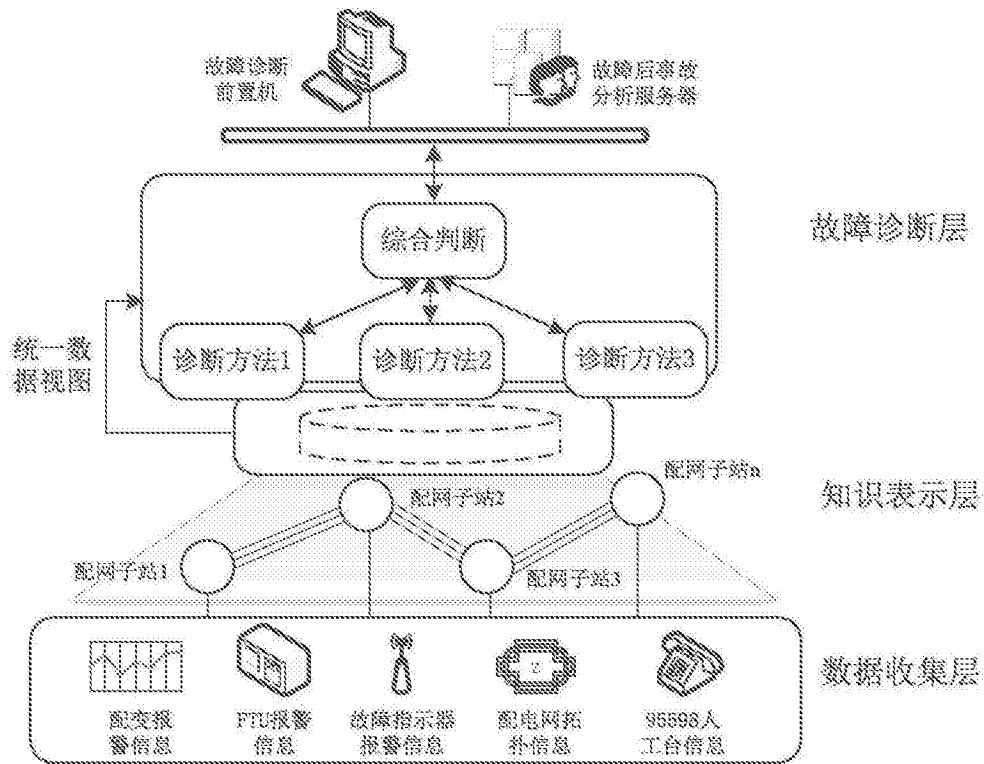 故障诊断
前置机
故障后事故
分析服务器
综合判断
故障诊断层
诊断方法1
诊断方法2
诊断方法3
统一数
据视图
配网子站n
配网子站2
知识表示层
配网子站1
配网子站3
数据收集层
Z
配变报
警信息
FTU报警
信息
故障指示器
报警信息
配电网拓
扑信息
95598人
工台信息